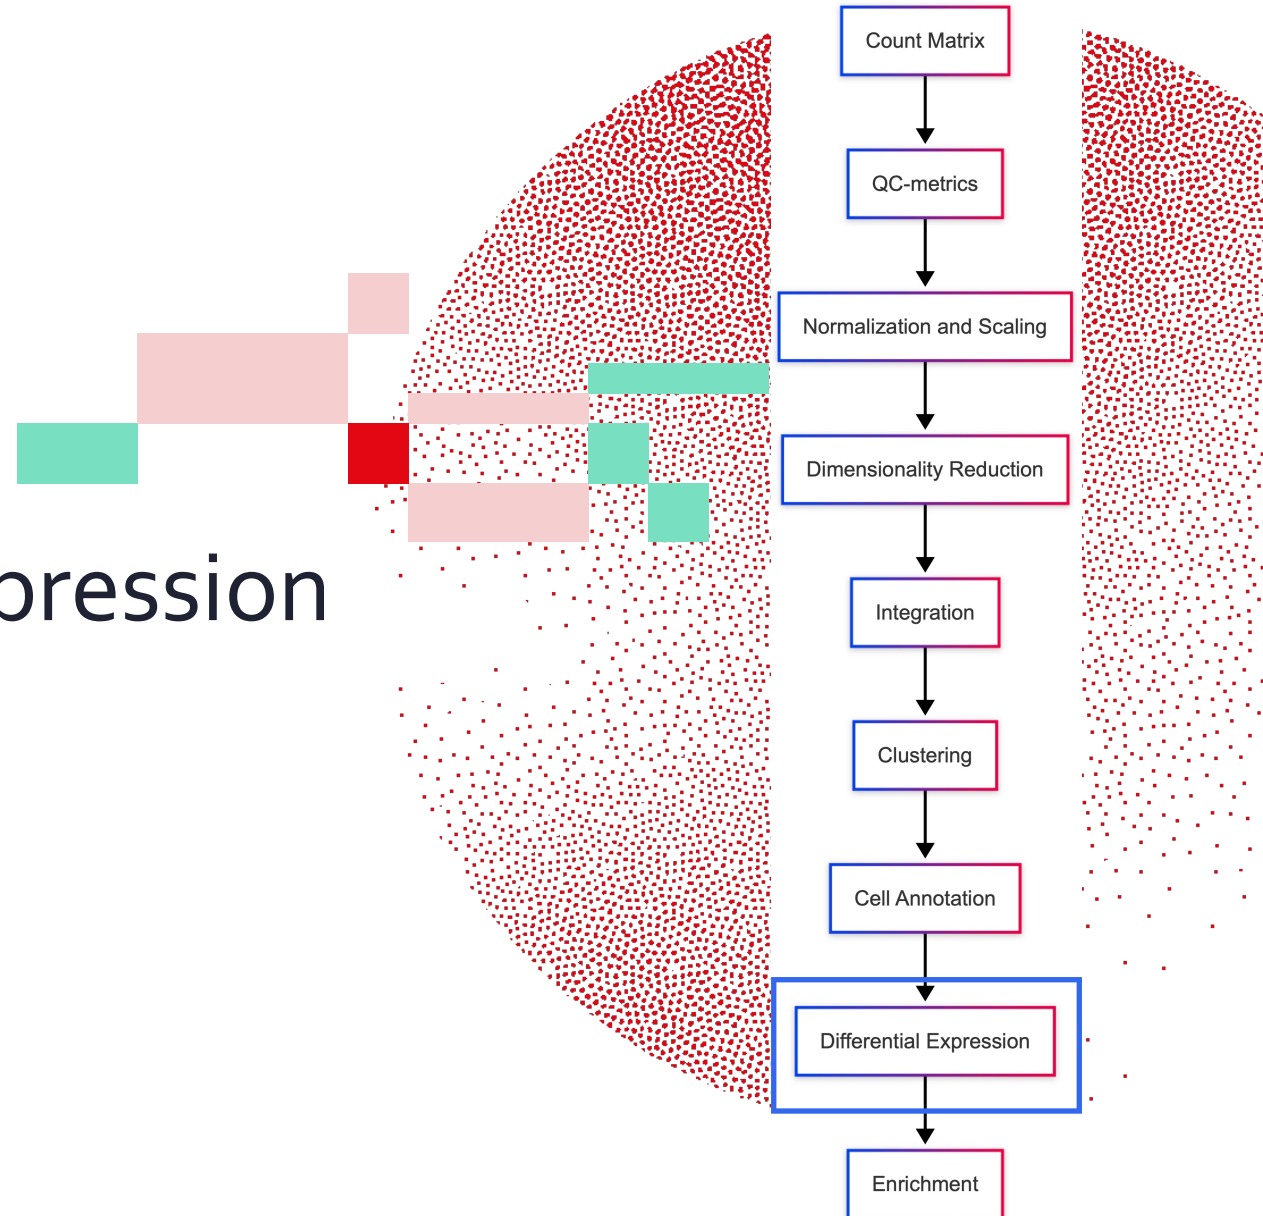 Count Matrix
QC-metrics
Normalization and Scaling
Dimensionality Reduction
Integration
pression
Clustering
Cell Annotation
Differential Expression
Enrichment